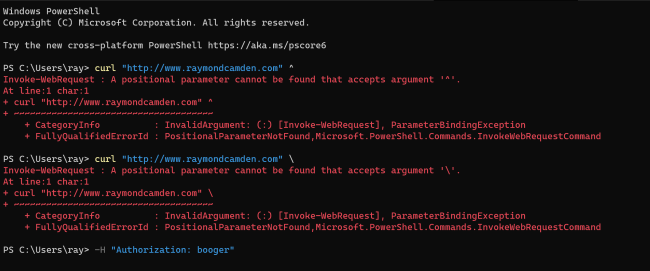 Windows PowerShell
Copyright (C) Microsoft Corporation. All rights reserved.
Try the new cross-platform PowerShell https://aka.ms/pscore6
PS C:\Users\ray> curl "http://www.raymondcamden.com" ^
Invoke-WebRequest : A positional parameter cannot be found that accepts argument '^'.
At line:1 char:1
+ curl "http://www.raymondcamden.com" ^
+ ~~~~~~~~~~~~~~~~~~~~~~~~~~~~~~~~~~~~~
    + CategoryInfo          : InvalidArgument: (:) [Invoke-WebRequest], ParameterBindingException
    + FullyQualifiedErrorId : PositionalParameterNotFound,Microsoft.PowerShell.Commands.InvokeWebRequestCommand
PS C:\Users\ray> curl "http://www.raymondcamden.com" \
Invoke-WebRequest : A positional parameter cannot be found that accepts argument '\'.
At line:1 char:1
+ curl "http://www.raymondcamden.com" \
+ ~~~~~~~~~~~~~~~~~~~~~~~~~~~~~~~~~~~~~
    + CategoryInfo          : InvalidArgument: (:) [Invoke-WebRequest], ParameterBindingException
    + FullyQualifiedErrorId : PositionalParameterNotFound,Microsoft.PowerShell.Commands.InvokeWebRequestCommand
PS C:\Users\ray> -H "Authorization: booger"